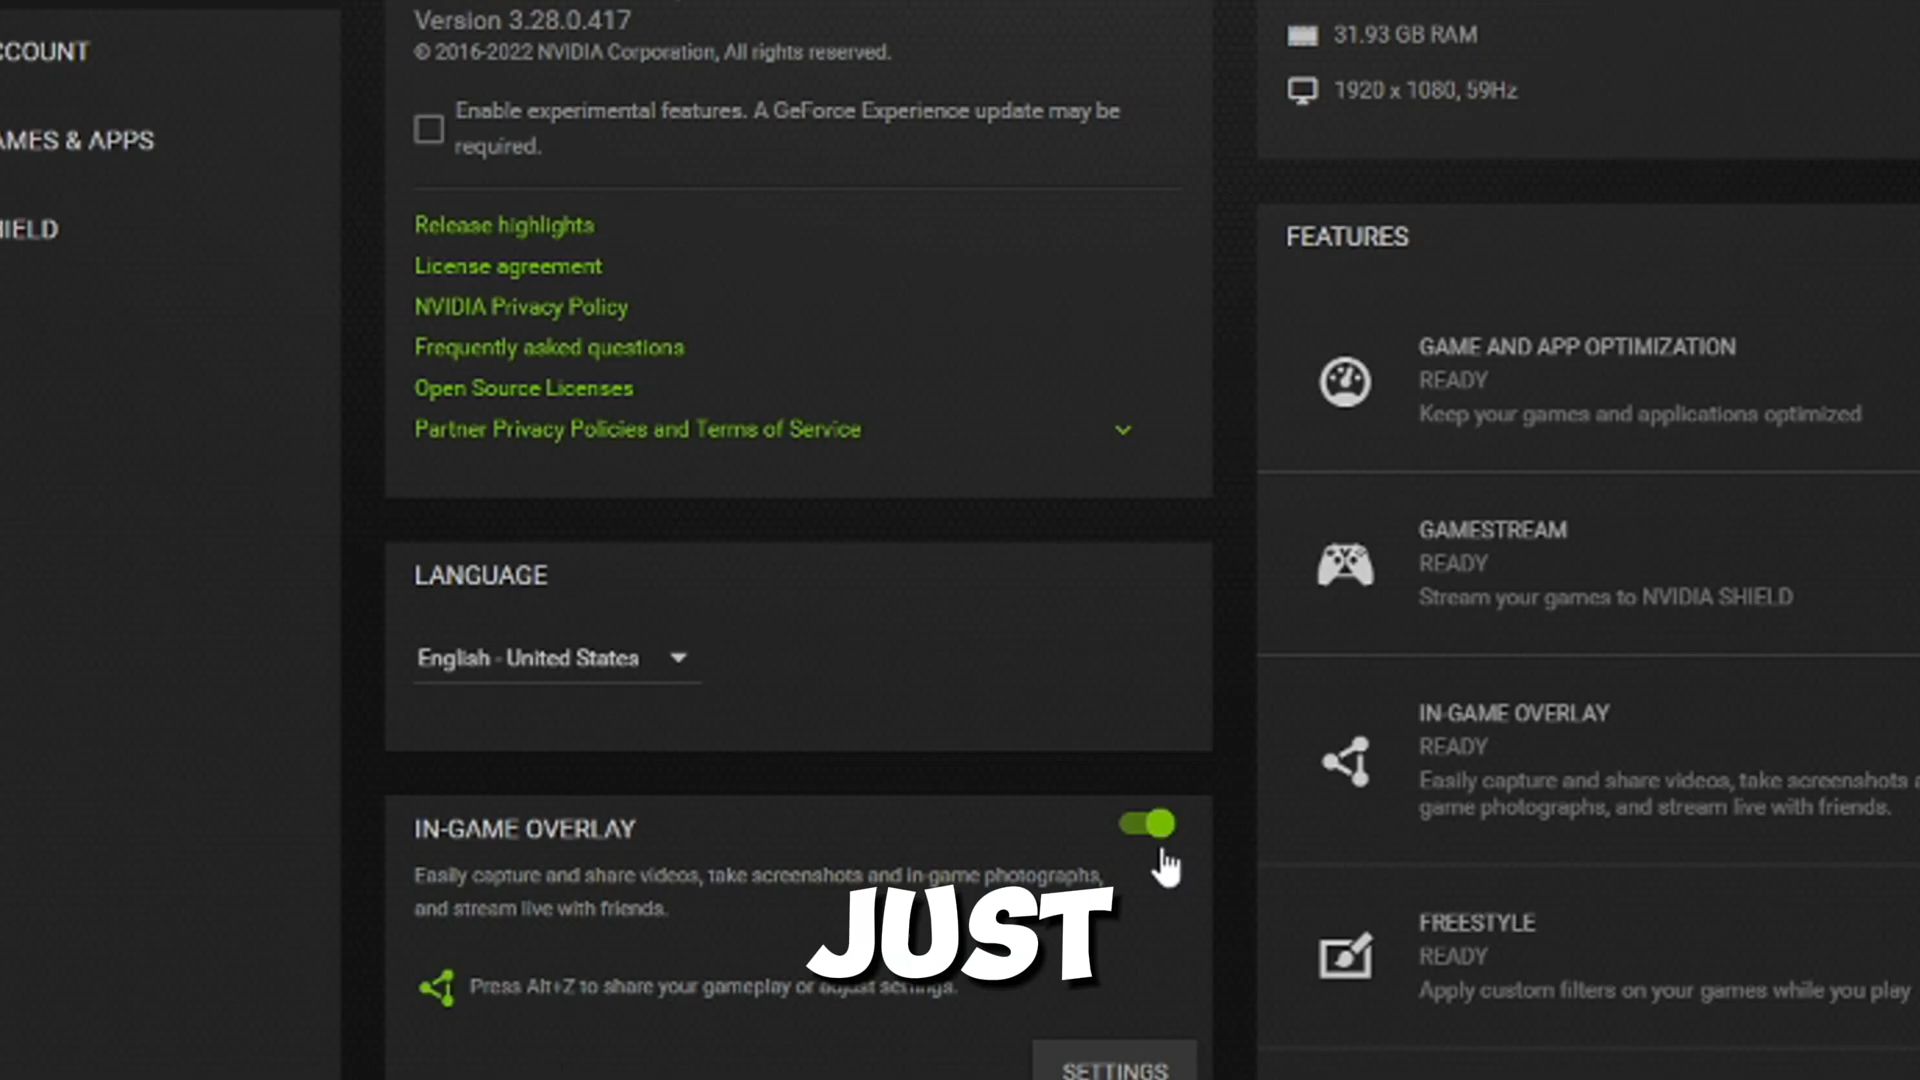 CCOUNT
AMES & APPS
HIELD
Version 3.28.0.417
© 2016-2022 NVIDIA Corporation, All rights reserved.
Enable experimental features. A GeForce Experience update may be
required.
Release highlights
License agreement
NVIDIA Privacy Policy
Frequently asked questions
Open Source Licenses
Partner Privacy Policies and Terms of Service
LANGUAGE
English - United States
IN-GAME OVERLAY
Easily capture and share videos, take screenshots and in-game photographs,
and stream live with friends.
JUST
Press Alt+Z to share your gameplay or adjust settings.
SETTINGS
31.93 GB RAM
1920 x 1080, 59Hz
FEATURES
GAME AND APP OPTIMIZATION
READY
Keep your games and applications optimized
GAMESTREAM
READY
Stream your games to NVIDIA SHIELD
IN-GAME OVERLAY
READY
Easily capture and share videos, take screenshots
game photographs, and stream live with friends.
FREESTYLE
READY
Apply custom filters on your games while you play